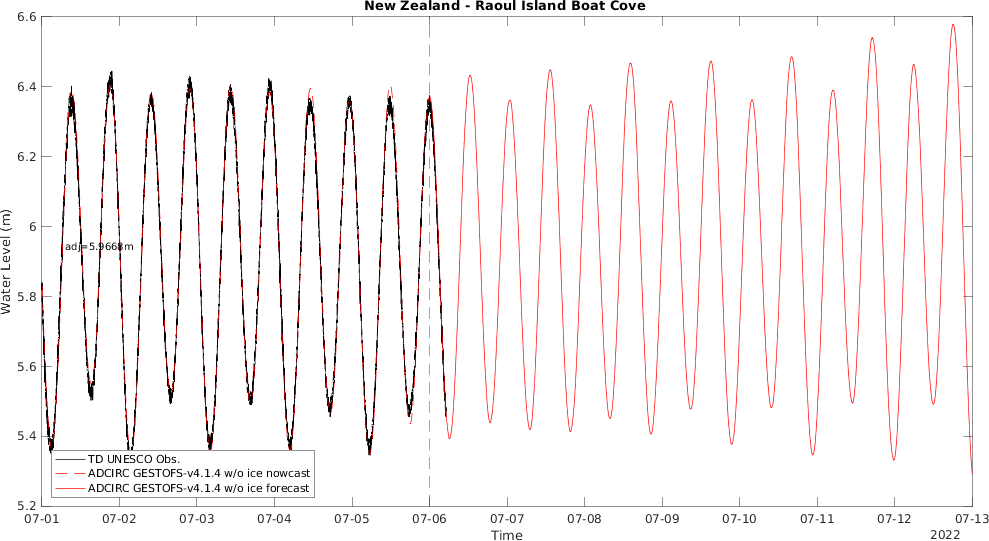 New Zealand - Raoul Island Boat Cove
6.6
6.4
6.2
6
5.8
5.6
5.4
5.2
Water Level (m)
adj=5.9668m
TD UNESCO Obs.
ADCIRC GESTOFS-v4.1.4 w/o ice nowcast
ADCIRC GESTOFS-v4.1.4 w/o ice forecast
07-01 07-02 07-03 07-04 07-05 07-06 07-07 07-08 07-09 07-10 07-11 07-12 07-13
Time
2022